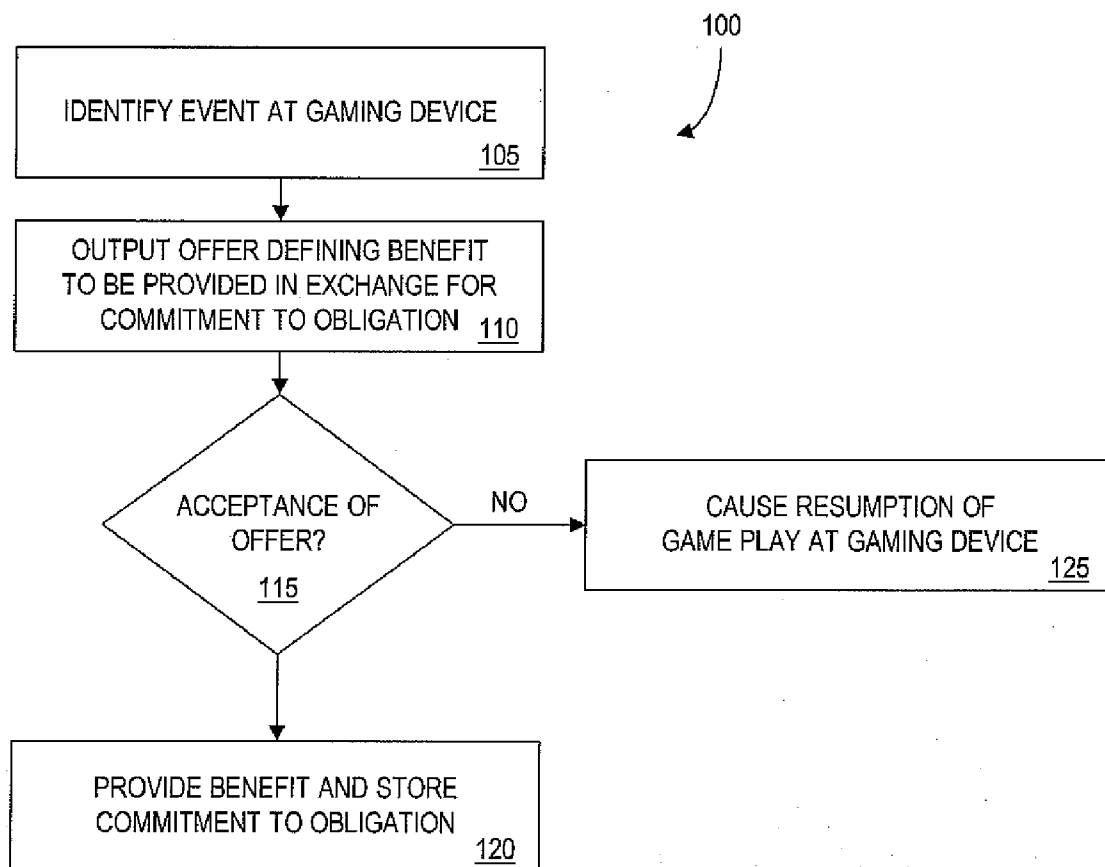 100
IDENTIFY EVENT AT GAMING DEVICE
105
OUTPUT OFFER DEFINING BENEFIT
TO BE PROVIDED IN EXCHANGE FOR
COMMITMENT TO OBLIGATION
110
ACCEPTANCE OF
OFFER?
115
NO
CAUSE RESUMPTION OF
GAME PLAY AT GAMING DEVICE
125
PROVIDE BENEFIT AND STORE
COMMITMENT TO OBLIGATION
120